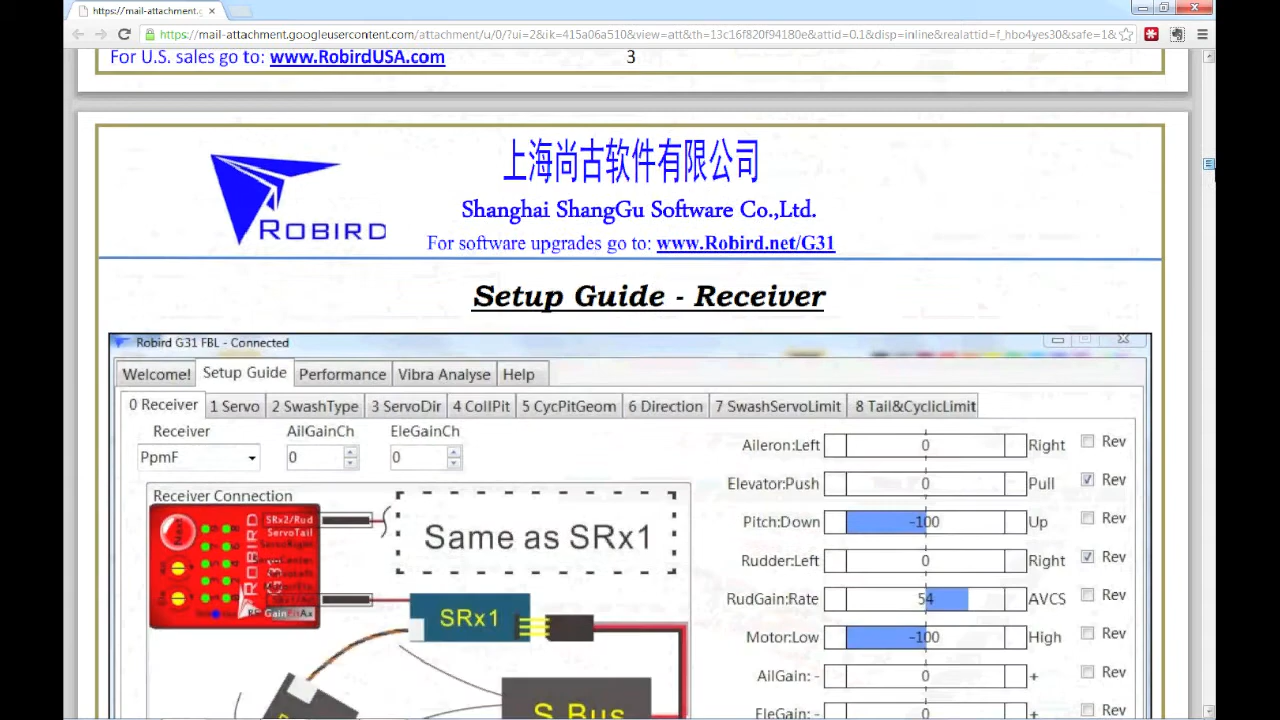 https://mail-attachment.g
https://mail-attachment.googleusercontent.com/attachment/u/0/?ui=2&ik=415a06a510&view=att&th=13c16f820f94180e&attid=0.1&disp=inline&realattid=f_hbo4yes30&safe=1&
For U.S. sales go to: www.RobirdUSA.com
3
上海尚古软件有限公司
ROBIRD
Shanghai ShangGu Software Co.,Ltd.
For software upgrades go to: www.Robird.net/G31
Setup Guide - Receiver
Robird G31 FBL - Connected
Welcome! Setup Guide Performance Vibra Analyse Help
0 Receiver 1 Servo 2 SwashType 3 ServoDir 4 CollPit 5 CycPitGeom 6 Direction 7 SwashServoLimit 8 Tail&CyclicLimit
Receiver AilGainCh EleGainCh
PpmF 0 0
Aileron:Left 0 Right Rev
Elevator:Push 0 Pull Rev
Pitch:Down -100 Up Rev
Rudder:Left 0 Right Rev
RudGain:Rate 54 AVCS Rev
Motor:Low -100 High Rev
AilGain: - 0 + Rev
EleGain: - 0 + Rev
Receiver Connection
Next
ROBIRD
G31
SRx2/Rud
ServoTail
ServoRight
Same as SRx1
SRx1
S.Bus